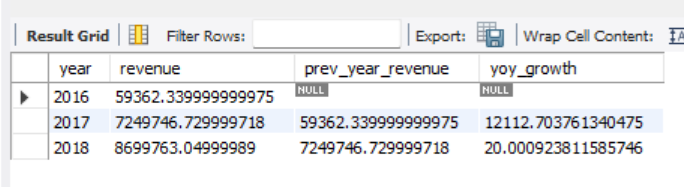 Result Grid Filter Rows: Export: Wrap Cell Content:
year revenue prev_year_revenue yoy_growth
2016 59362.339999999975 NULL NULL
2017 7249746.729999718 59362.339999999975 12112.703761340475
2018 8699763.04999989 7249746.729999718 20.000923811585746